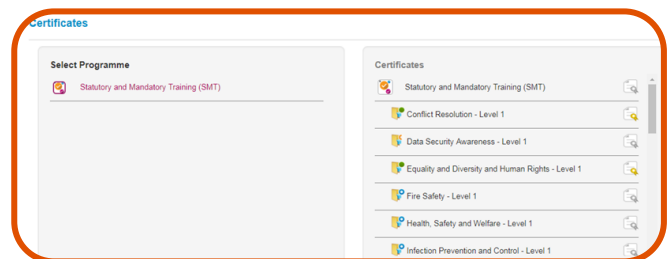 Certificates
Select Programme
Statutory and Mandatory Training (SMT)
Certificates
Statutory and Mandatory Training (SMT)
Conflict Resolution - Level 1
Data Security Awareness - Level 1
Equality and Diversity and Human Rights - Level 1
Fire Safety - Level 1
Health, Safety and Welfare - Level 1
Infection Prevention and Control - Level 1